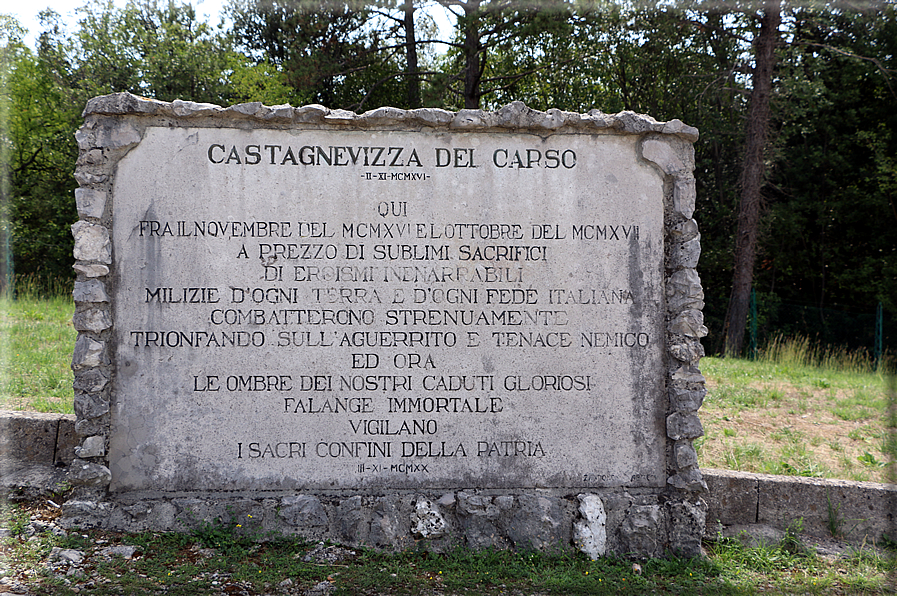 CASTAGNEVIZZA DEL CARSO
-II-XI-MCMXVI-
QUI
FRA IL NOVEMBRE DEL MCMXVI E L'OTTOBRE DEL MCMXVII
A PREZZO DI SUBLIMI SACRIFICI
DI EROISMI INENARRABILI
MILIZIE D'OGNI TERRA E D'OGNI FEDE ITALIANA
COMBATTERONO STRENUAMENTE
TRIONFANDO SULL'AGUERRITO E TENACE NEMICO
ED ORA
LE OMBRE DEI NOSTRI CADUTI GLORIOSI
FALANGE IMMORTALE
VIGILANO
I SACRI CONFINI DELLA PATRIA
III-XI-MCMXX